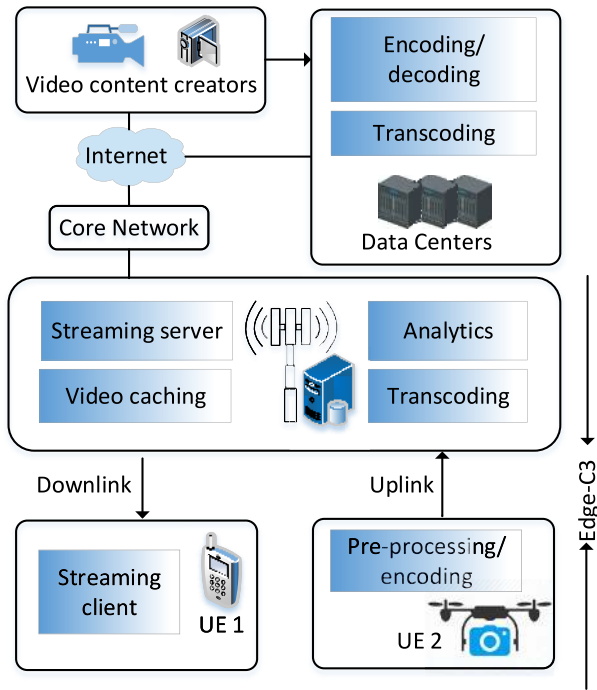 Video content creators
Encoding/
decoding
Transcoding
Data Centers
Internet
Core Network
Streaming server
Video caching
Analytics
Transcoding
Downlink
Uplink
Edge-C3
Streaming
client
UE 1
Pre-processing/
encoding
UE 2